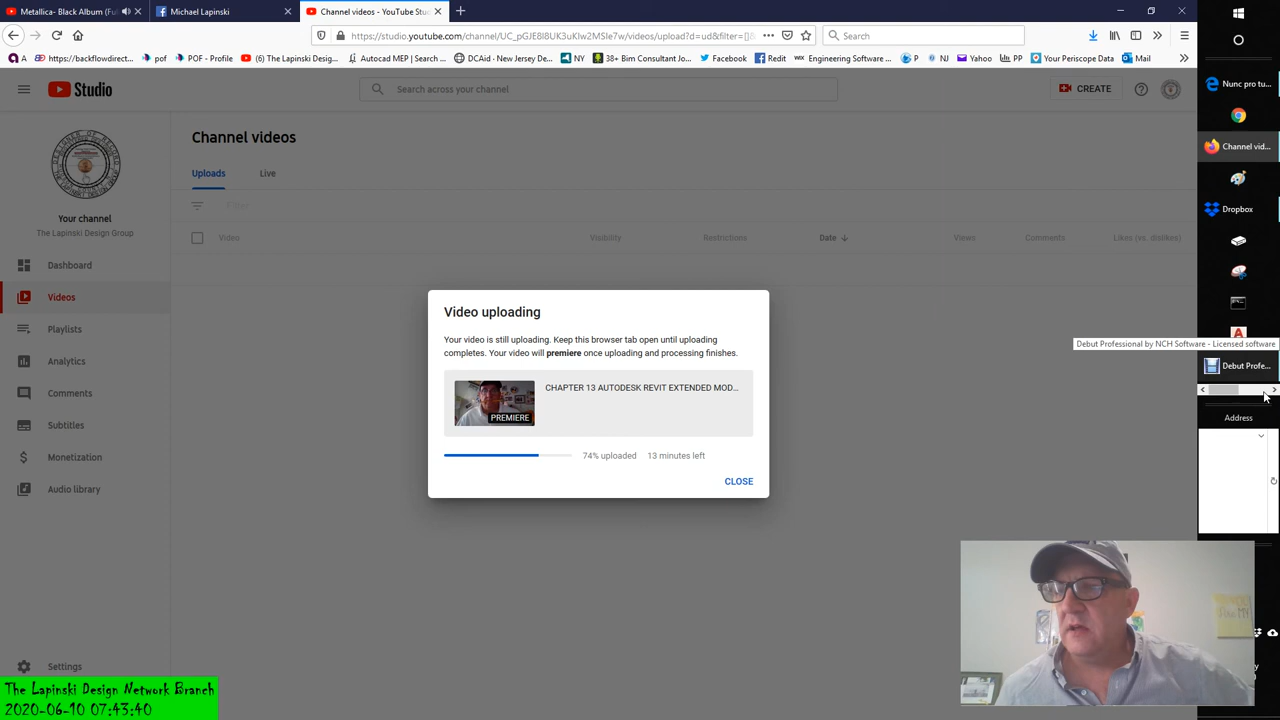 Metallica- Black Album (Ful
Michael Lapinski
Channel videos - YouTube Stu
https://studio.youtube.com/channel/UC_pGJE8I8UK3uKIw2MSIe7w/videos/upload?d=ud&filter=[]&
Search
A
https://backflowdirect...
pof
POF - Profile
(6) The Lapinski Desig...
Autocad MEP | Search ...
DCAid - New Jersey De...
NY
38+ Bim Consultant Jo...
Facebook
Redit
Engineering Software ...
P
NJ
Yahoo
PP
Your Periscope Data
Mail
Studio
Search across your channel
CREATE
Your channel
The Lapinski Design Group
Dashboard
Videos
Playlists
Analytics
Comments
Subtitles
Monetization
Audio library
Settings
Channel videos
Uploads
Live
Filter
Video
Visibility
Restrictions
Date
Views
Comments
Likes (vs. dislikes)
Video uploading
Your video is still uploading. Keep this browser tab open until uploading
completes. Your video will premiere once uploading and processing finishes.
PREMIERE
CHAPTER 13 AUTODESK REVIT EXTENDED MOD...
74% uploaded 13 minutes left
CLOSE
Nunc pro tu...
Channel vid...
Dropbox
Debut Professional by NCH Software - Licensed software
Debut Profe...
Address
The Lapinski Design Network Branch
2020-06-10 07:43:40